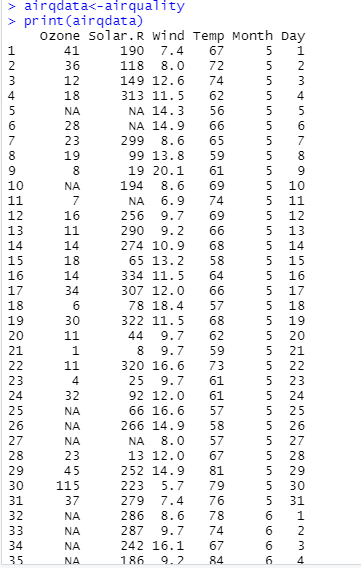 > airqdata<-airquality
> print(airqdata)
Ozone Solar.R Wind Temp Month Day
1 41 190 7.4 67 5 1
2 36 118 8.0 72 5 2
3 12 149 12.6 74 5 3
4 18 313 11.5 62 5 4
5 NA NA 14.3 56 5 5
6 28 NA 14.9 66 5 6
7 23 299 8.6 65 5 7
8 19 99 13.8 59 5 8
9 8 19 20.1 61 5 9
10 NA 194 8.6 69 5 10
11 7 NA 6.9 74 5 11
12 16 256 9.7 69 5 12
13 11 290 9.2 66 5 13
14 14 274 10.9 68 5 14
15 18 65 13.2 58 5 15
16 14 334 11.5 64 5 16
17 34 307 12.0 66 5 17
18 6 78 18.4 57 5 18
19 30 322 11.5 68 5 19
20 11 44 9.7 62 5 20
21 1 8 9.7 59 5 21
22 11 320 16.6 73 5 22
23 4 25 9.7 61 5 23
24 32 92 12.0 61 5 24
25 NA 66 16.6 57 5 25
26 NA 266 14.9 58 5 26
27 NA NA 8.0 57 5 27
28 23 13 12.0 67 5 28
29 45 252 14.9 81 5 29
30 115 223 5.7 79 5 30
31 37 279 7.4 76 5 31
32 NA 286 8.6 78 6 1
33 NA 287 9.7 74 6 2
34 NA 242 16.1 67 6 3
35 NA 186 9.2 84 6 4